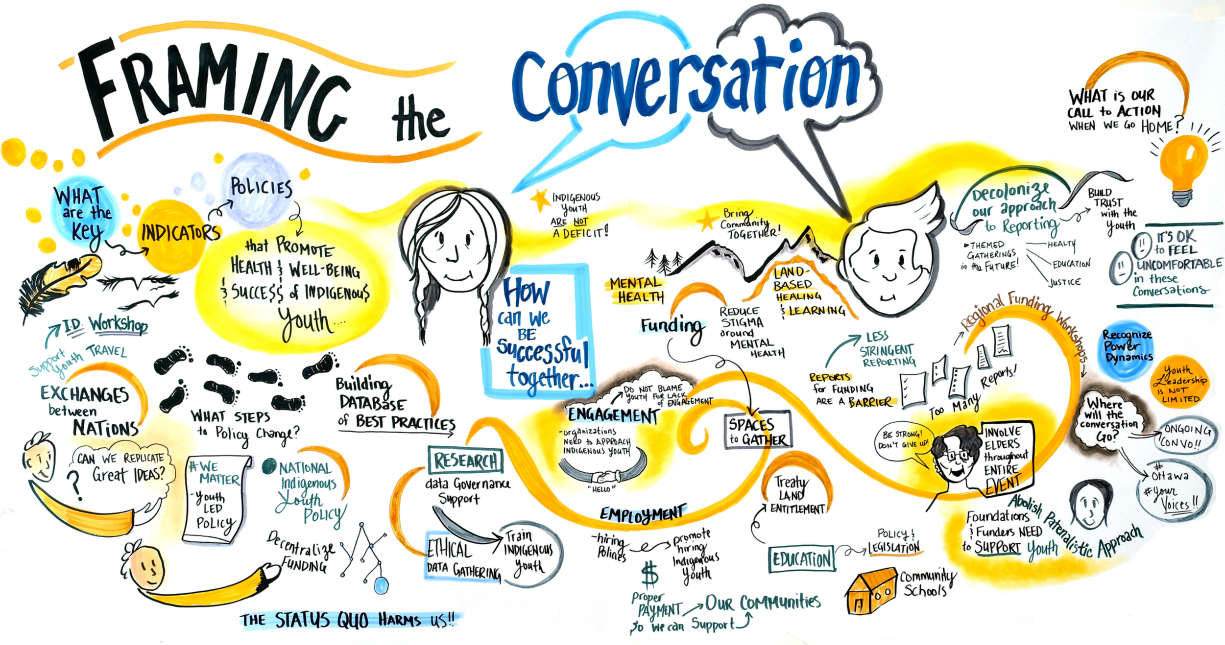 FRAMING the
Conversation
WHAT IS OUR
CALL to ACTION
WHEN WE GO HOME?
WHAT
are the
KEY
INDICATORS
POLICIES
that PROMOTE
HEALTH & WELL-BEING
& SUCCE$$ of INDIGENOU$
Youth....
INDIGENOUS
YOUTH
ARE NOT
A DEFICIT!!
Bring
Community
TOGETHER!
Decolonize
our approach
to Reporting
BUILD
TRUST
with the
Youth
THEMED
GATHERINGS
in the FUTURE!
HEALTH
EDUCATION
JUSTICE
IT'S OK
to FEEL
UNCOMFORTABLE
in these
Conversations
HOW
can we
BE
Successful
together...
MENTAL
HEALTH
LAND-
BASED
HEALING
& LEARNING
Funding
REDUCE
STIGMA
around
MENTAL
HEALTH
I.D. Workshop
Support
Youth TRAVEL
EXCHANGES
between
NATIONS
WHAT STEPS
to Policy CHANGE?
Building
DATABASE
of BEST PRACTICES
LESS
STRINGENT
REPORTING
REPORTS
for FUNDING
ARE A BARRIER
Too Many
Reports!
Regional Funding Workshops
Recognize
Power
Dynamics
Youth
Leadership
IS NOT
LIMITED.
DO NOT BLAME
YOUTH FOR LACK
of ENGAGEMENT
ENGAGEMENT
-organizations
NEED to APPROACH
INDIGENOUS YOUTH
"HELLO"
SPACES
to GATHER
Where
will the
conversation
Go?
ONGOING
CONVO!!
#
Ottawa
#Your
Voices!!
BE STRONG!
DON'T GIVE UP!
INVOLVE
ELDERS
throughout
ENTIRE
EVENT
CAN WE REPLICATE
Great IDEAS?
?
#WE
MATTER
-Youth
LED
POLICY
NATIONAL
Indigenous
Youth
POLICY
RESEARCH
data Governance
Support
Treaty
LAND
ENTITLEMENT
Foundations
& Funders NEED
to SUPPORT Youth
Abolish Paternalistic Approach
EMPLOYMENT
-hiring
Policies
promote
hiring
Indigenous
Youth
Decentralize
FUNDING
ETHICAL
DATA GATHERING
Train
INDIGENOUS
Youth
EDUCATION
POLICY &
LEGISLATION
Community
Schools
$
Proper
PAYMENT
OUR COMMUNITIES
So we can Support
THE STATUS QUO HARMS US!!